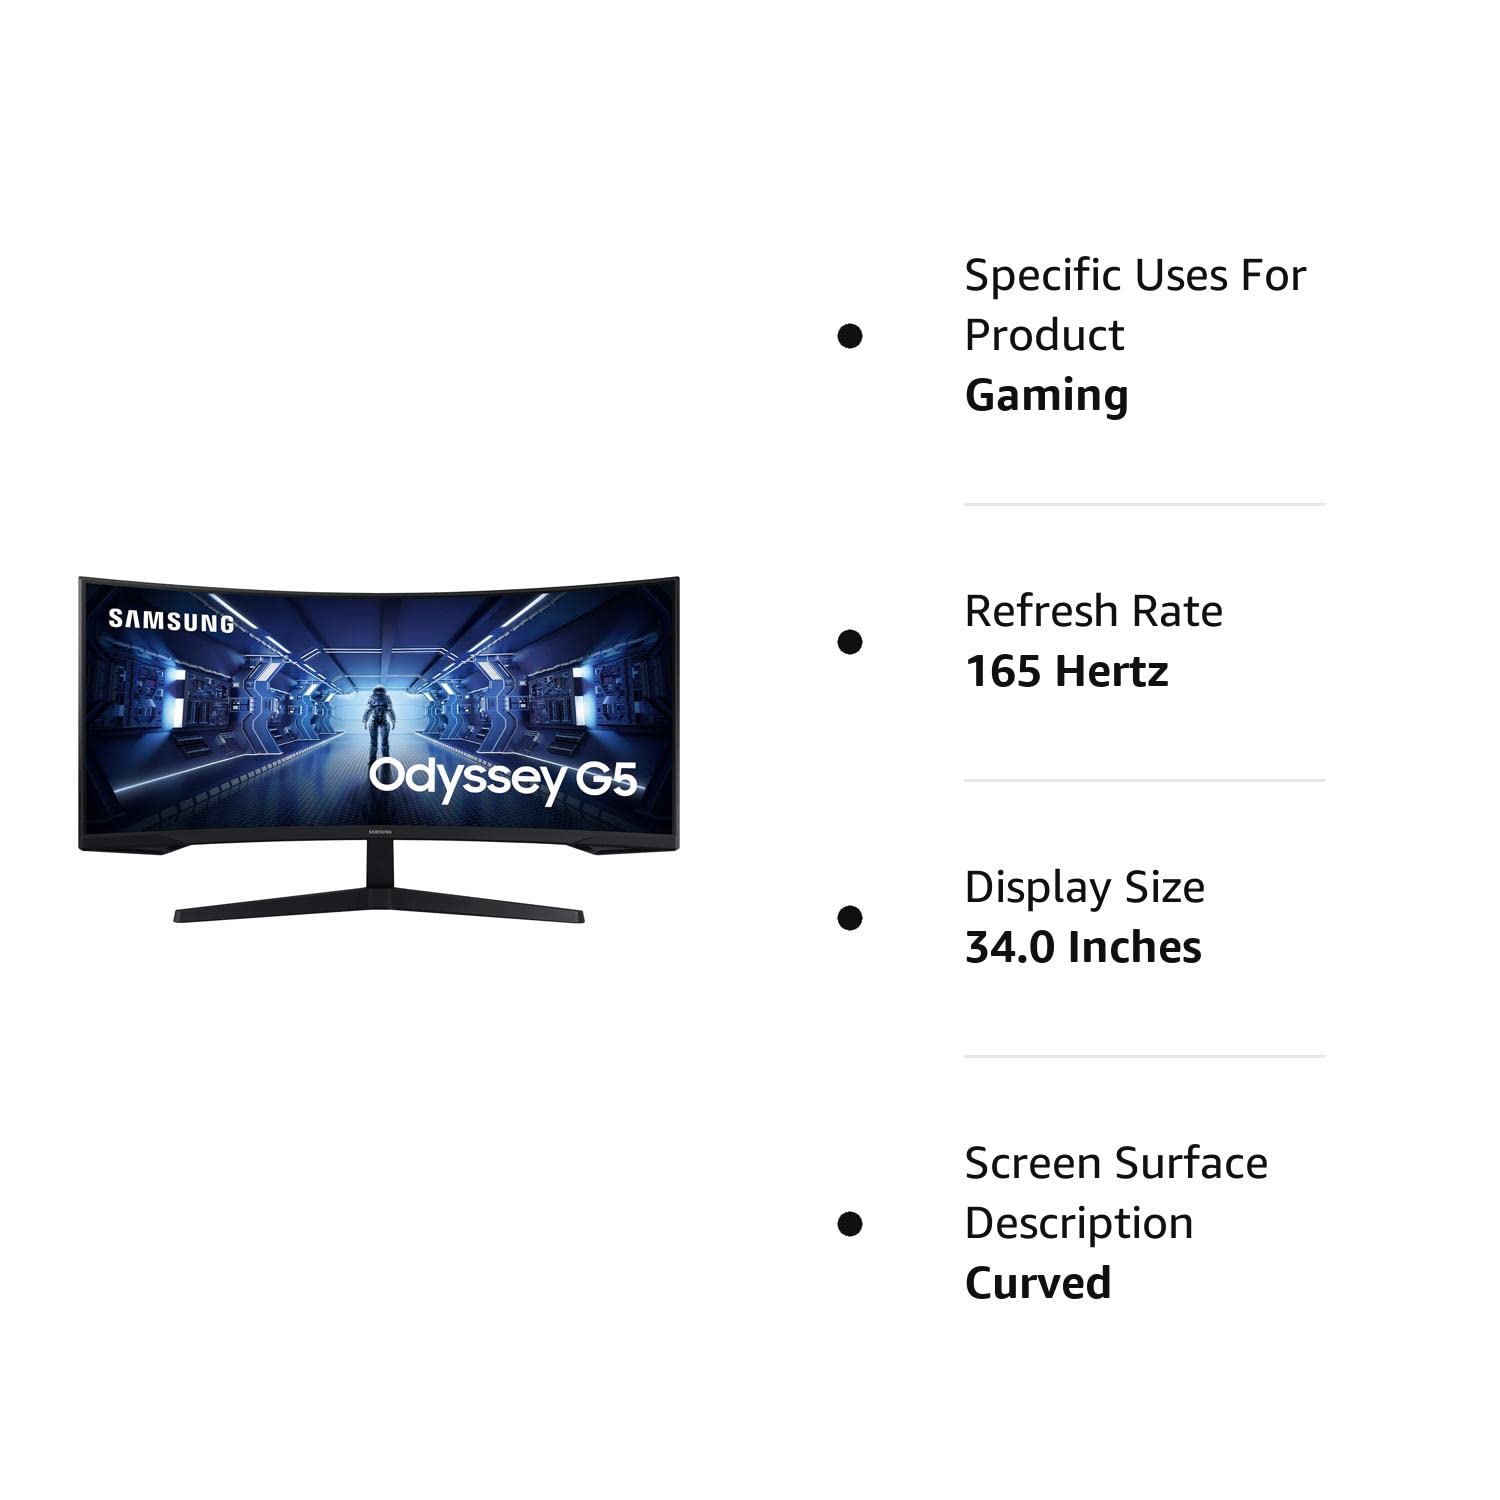 SAMSUNG
Odyssey G5
SAMSUNG
Specific Uses For
Product
Gaming
Refresh Rate
165 Hertz
Display Size
34.0 Inches
Screen Surface
Description
Curved